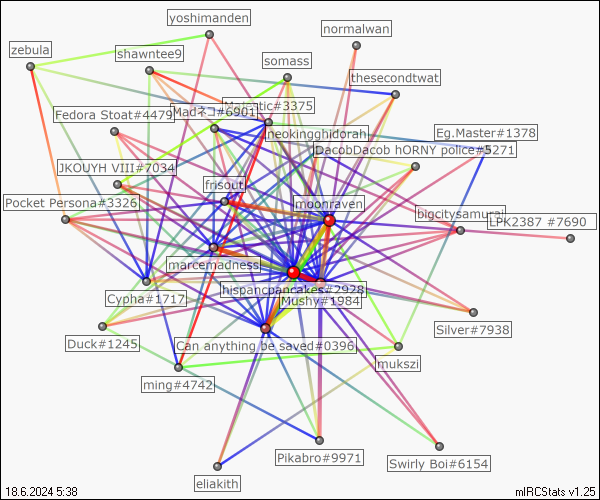 yoshimanden
normalwan
zebula
shawntee9
somass
thesecondtwat
Majestic#3375
Fedora Stoat#4479
Madネコ#6901
neokingghidorah
Eg.Master#1378
DacobDacob hORNY police#5271
JKOUYH VIII#7034
frisout
Pocket Persona#3326
moonraven
bigcitysamurai
LPK2387 #7690
marcemadness
hispancpancakes#2928
Cypha#1717
Mushy#1984
Silver#7938
Duck#1245
Can anything be saved#0396
mukszi
ming#4742
Pikabro#9971
Swirly Boi#6154
eliakith
18.6.2024 5:38
mIRCStats v1.25